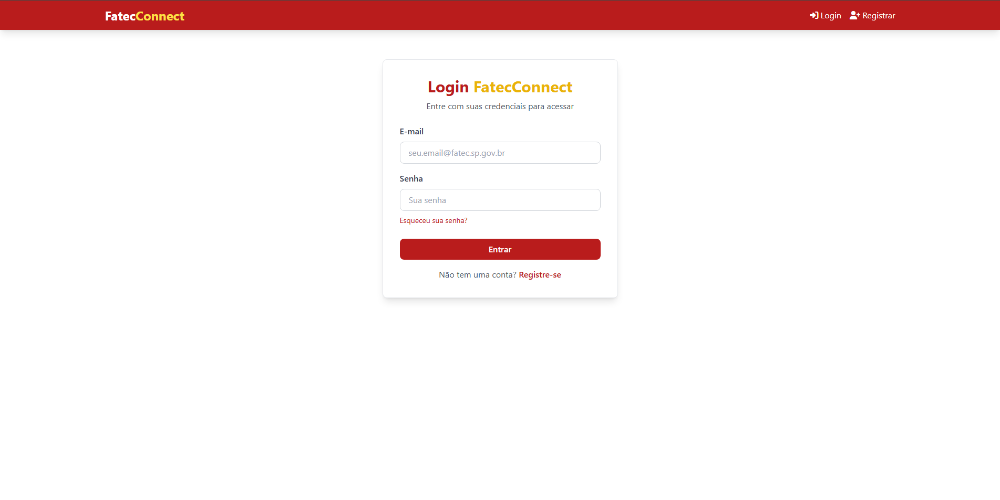 FatecConnect
Login
Registrar
Login FatecConnect
Entre com suas credenciais para acessar
E-mail
seu.email@fatec.sp.gov.br
Senha
Sua senha
Esqueceu sua senha?
Entrar
Não tem uma conta? Registre-se